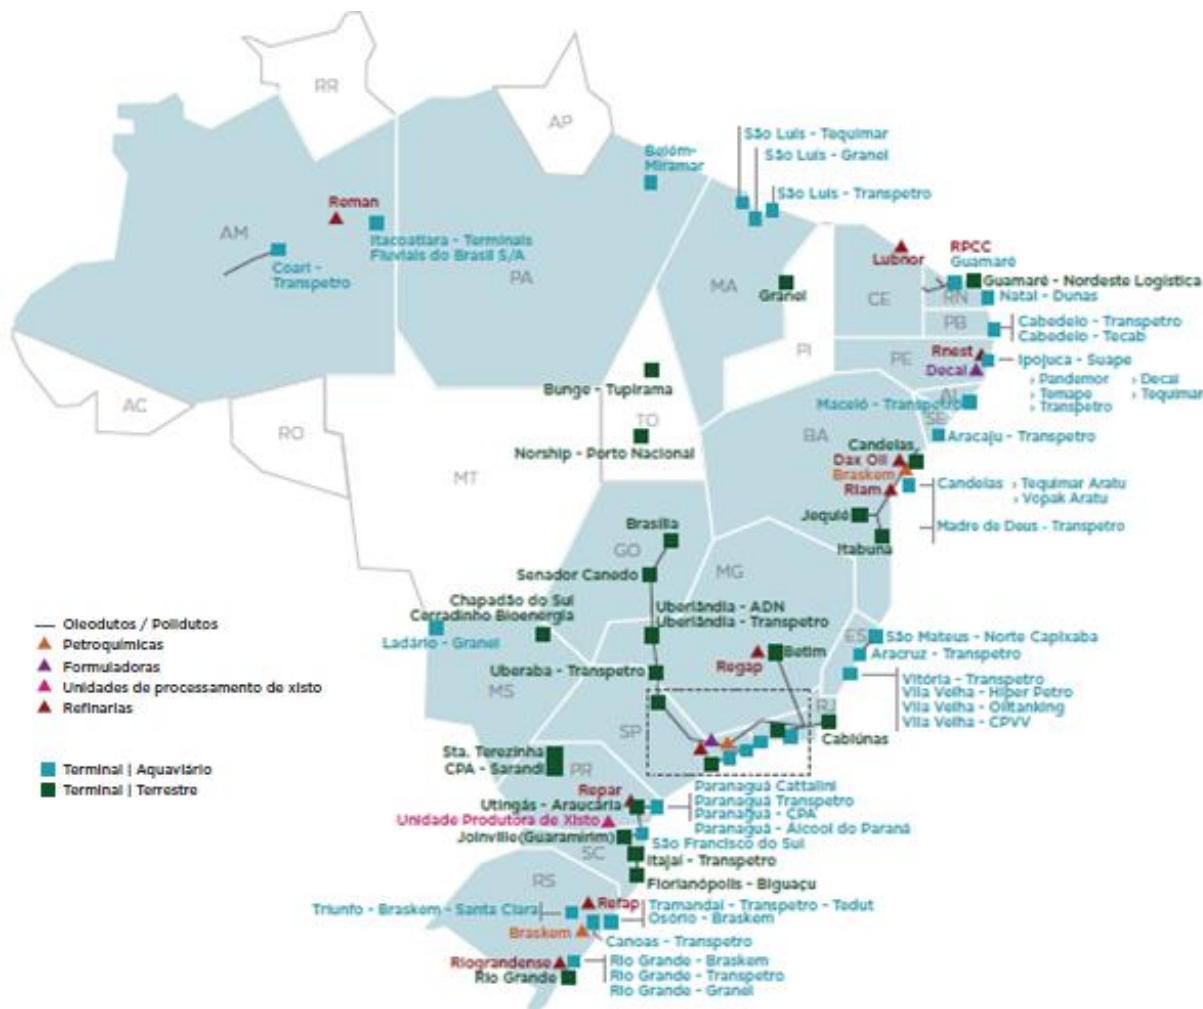 RR
AP
São Luis - Tequimar
São Luis - Granel
Belém-
Miramar
São Luis - Transpetro
Reman
AM
Itacoatiara - Terminais
Fluviais do Brasil S/A
Coari -
Transpetro
PA
MA
Granel
Lubnor
CE
RPCC
Guamaré
Guamaré - Nordeste Logística
RN
Natal - Dunas
PB
Cabedelo - Transpetro
Cabedelo - Tecab
PI
PE
Rnest
Decal
Ipojuca - Suape
› Pandemor › Decal
› Temape › Tequimar
› Transpetro
Bunge - Tupirama
AC
RO
TO
Maceió - Transpetro
AL
SE
BA
Aracaju - Transpetro
Norship - Porto Nacional
MT
Candeias
Dax Oil
Braskem
Rlam
Candeias › Tequimar Aratu
› Vopak Aratu
Jequié
Madre de Deus - Transpetro
Itabuna
Brasília
GO
Senador Canedo
MG
Chapadão do Sul
Cerradinho Bioenergia
Uberlândia - ADN
Uberlândia - Transpetro
Ladário - Granel
ES
São Mateus - Norte Capixaba
Aracruz - Transpetro
Regap
Betim
Uberaba - Transpetro
MS
Vitória - Transpetro
Vila Velha - Hiper Petro
Vila Velha - Oiltanking
Vila Velha - CPVV
RJ
SP
Cabiúnas
Oleodutos / Polidutos
Petroquímicas
Formuladoras
Unidades de processamento de xisto
Refinarias
Terminal | Aquaviário
Terminal | Terrestre
Sta. Terezinha
CPA - Sarandi
PR
Repar
Utingás - Araucária
Paranaguá Cattalini
Paranaguá Transpetro
Paranaguá - CPA
Paranaguá - Álcool do Paraná
Unidade Produtora de Xisto
Joinville(Guaramirim)
São Francisco do Sul
SC
Itajaí - Transpetro
Florianópolis - Biguaçu
RS
Refap
Triunfo - Braskem - Santa Clara
Tramandaí - Transpetro - Tedut
Osório - Braskem
Braskem
Canoas - Transpetro
Riograndense
Rio Grande
Rio Grande - Braskem
Rio Grande - Transpetro
Rio Grande - Granel